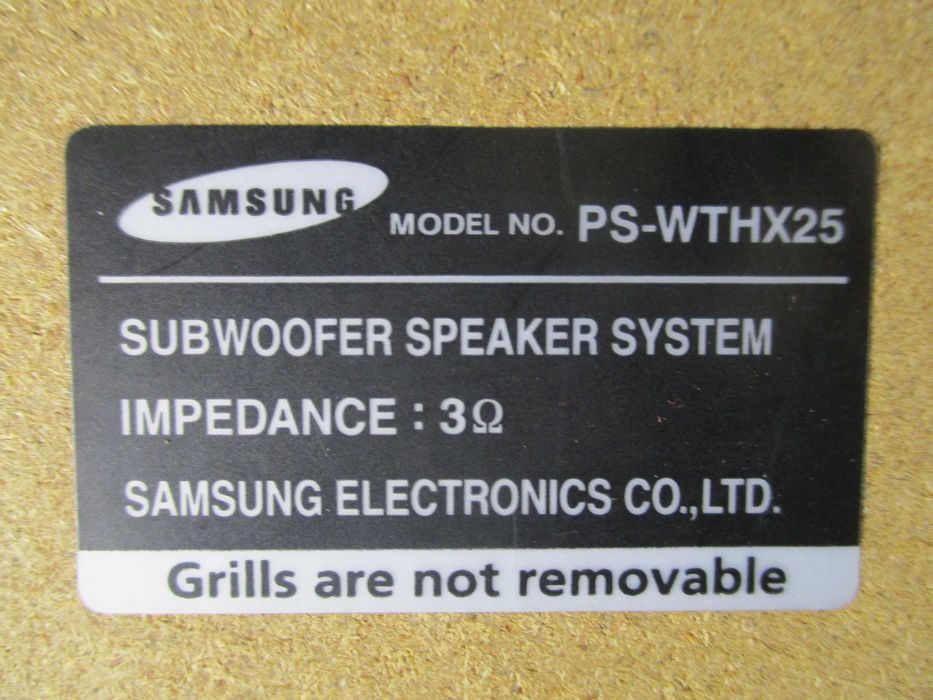 SAMSUNG MODEL NO. PS-WTHX25
SUBWOOFER SPEAKER SYSTEM
IMPEDANCE : 3Ω
SAMSUNG ELECTRONICS CO.,LTD.
Grills are not removable